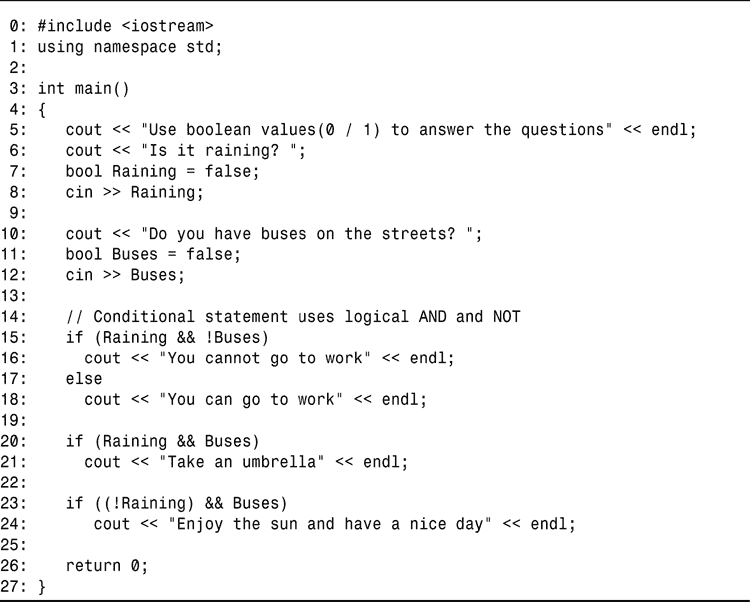 0: #include <iostream>
1: using namespace std;
2:
3: int main()
4: {
5:    cout << "Use boolean values(0 / 1) to answer the questions" << endl;
6:    cout << "Is it raining? ";
7:    bool Raining = false;
8:    cin >> Raining;
9:
10:    cout << "Do you have buses on the streets? ";
11:    bool Buses = false;
12:    cin >> Buses;
13:
14:    // Conditional statement uses logical AND and NOT
15:    if (Raining && !Buses)
16:      cout << "You cannot go to work" << endl;
17:    else
18:      cout << "You can go to work" << endl;
19:
20:    if (Raining && Buses)
21:      cout << "Take an umbrella" << endl;
22:
23:    if ((!Raining) && Buses)
24:       cout << "Enjoy the sun and have a nice day" << endl;
25:
26:    return 0;
27: }